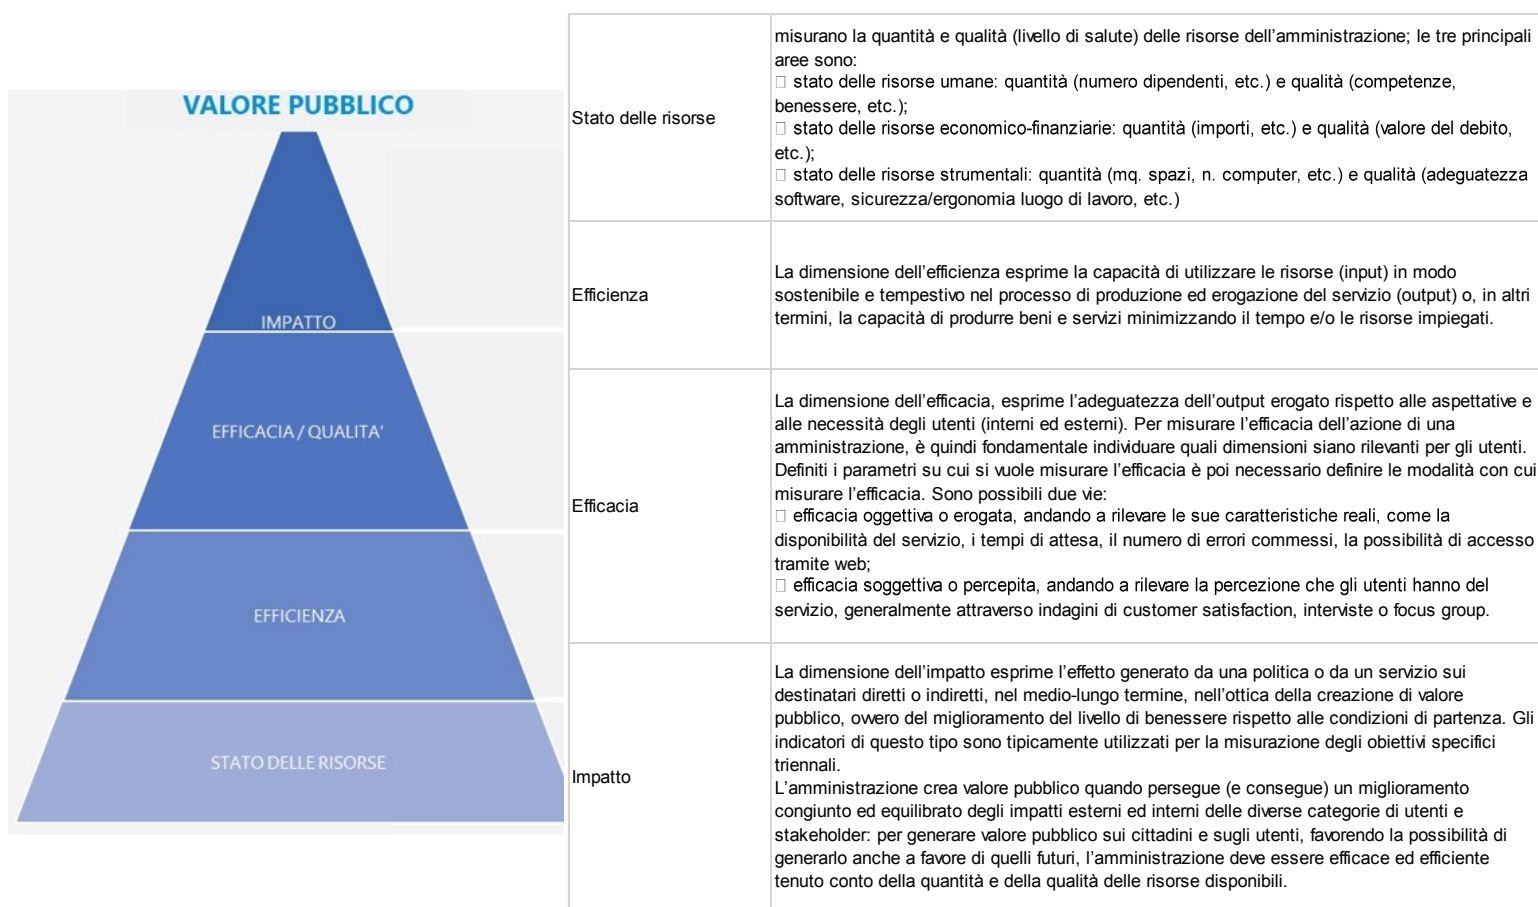 VALORE PUBBLICO
IMPATTO
EFFICACIA / QUALITA'
EFFICIENZA
STATO DELLE RISORSE
Stato delle risorse
misurano la quantità e qualità (livello di salute) delle risorse dell’amministrazione; le tre principali
aree sono:
□ stato delle risorse umane: quantità (numero dipendenti, etc.) e qualità (competenze,
benessere, etc.);
□ stato delle risorse economico-finanziarie: quantità (importi, etc.) e qualità (valore del debito,
etc.);
□ stato delle risorse strumentali: quantità (mq. spazi, n. computer, etc.) e qualità (adeguatezza
software, sicurezza/ergonomia luogo di lavoro, etc.)
Efficienza
La dimensione dell’efficienza esprime la capacità di utilizzare le risorse (input) in modo
sostenibile e tempestivo nel processo di produzione ed erogazione del servizio (output) o, in altri
termini, la capacità di produrre beni e servizi minimizzando il tempo e/o le risorse impiegati.
Efficacia
La dimensione dell’efficacia, esprime l’adeguatezza dell’output erogato rispetto alle aspettative e
alle necessità degli utenti (interni ed esterni). Per misurare l’efficacia dell’azione di una
amministrazione, è quindi fondamentale individuare quali dimensioni siano rilevanti per gli utenti.
Definiti i parametri su cui si vuole misurare l’efficacia è poi necessario definire le modalità con cui
misurare l’efficacia. Sono possibili due vie:
□ efficacia oggettiva o erogata, andando a rilevare le sue caratteristiche reali, come la
disponibilità del servizio, i tempi di attesa, il numero di errori commessi, la possibilità di accesso
tramite web;
□ efficacia soggettiva o percepita, andando a rilevare la percezione che gli utenti hanno del
servizio, generalmente attraverso indagini di customer satisfaction, interviste o focus group.
Impatto
La dimensione dell’impatto esprime l’effetto generato da una politica o da un servizio sui
destinatari diretti o indiretti, nel medio-lungo termine, nell’ottica della creazione di valore
pubblico, ovvero del miglioramento del livello di benessere rispetto alle condizioni di partenza. Gli
indicatori di questo tipo sono tipicamente utilizzati per la misurazione degli obiettivi specifici
triennali.
L’amministrazione crea valore pubblico quando persegue (e consegue) un miglioramento
congiunto ed equilibrato degli impatti esterni ed interni delle diverse categorie di utenti e
stakeholder: per generare valore pubblico sui cittadini e sugli utenti, favorendo la possibilità di
generarlo anche a favore di quelli futuri, l’amministrazione deve essere efficace ed efficiente
tenuto conto della quantità e della qualità delle risorse disponibili.